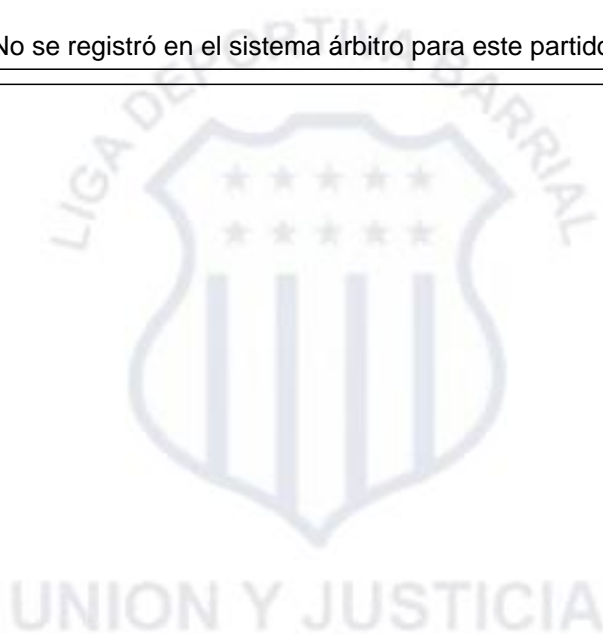 No se registró en el sistema árbitro para este partido
LIGA DEPORTIVA BARRIAL
UNION Y JUSTICIA